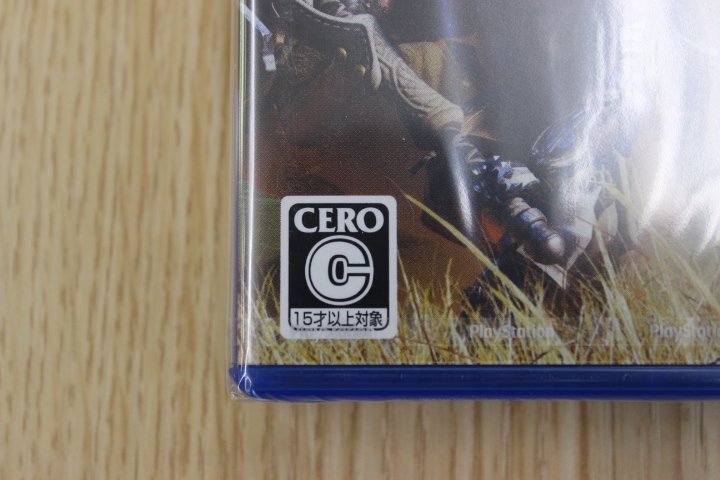 CERO
C
15才以上対象
PlayStation
PlayStation